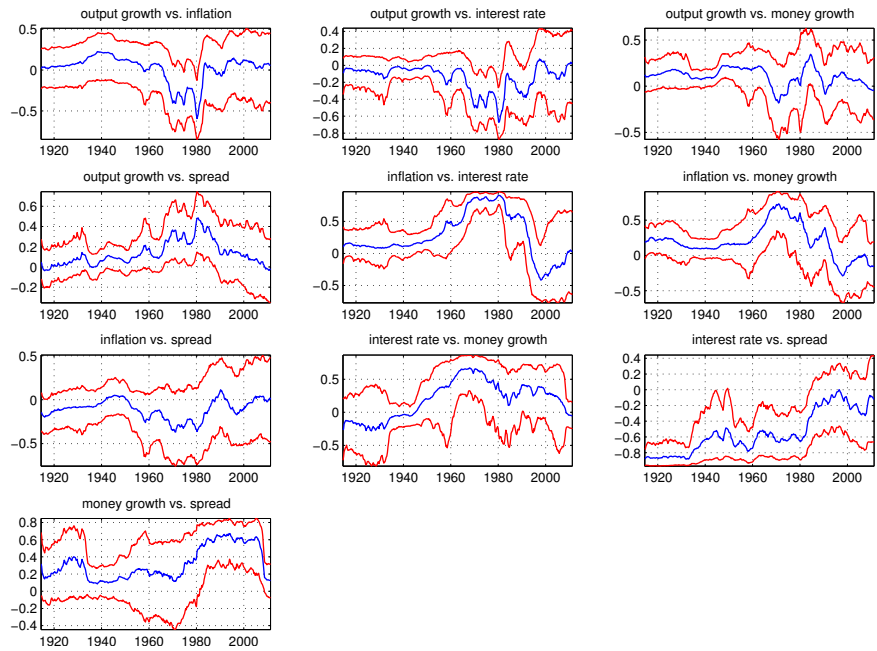 output growth vs. inflation
0.5
0
−0.5
1920 1940 1960 1980 2000
output growth vs. interest rate
0.4
0.2
0
−0.2
−0.4
−0.6
−0.8
1920 1940 1960 1980 2000
output growth vs. money growth
0.5
0
−0.5
1920 1940 1960 1980 2000
output growth vs. spread
0.6
0.4
0.2
0
−0.2
1920 1940 1960 1980 2000
inflation vs. interest rate
0.5
0
−0.5
1920 1940 1960 1980 2000
inflation vs. money growth
0.5
0
−0.5
1920 1940 1960 1980 2000
inflation vs. spread
0.5
0
−0.5
1920 1940 1960 1980 2000
interest rate vs. money growth
0.5
0
−0.5
1920 1940 1960 1980 2000
interest rate vs. spread
0.4
0.2
0
−0.2
−0.4
−0.6
−0.8
1920 1940 1960 1980 2000
money growth vs. spread
0.8
0.6
0.4
0.2
0
−0.2
−0.4
1920 1940 1960 1980 2000